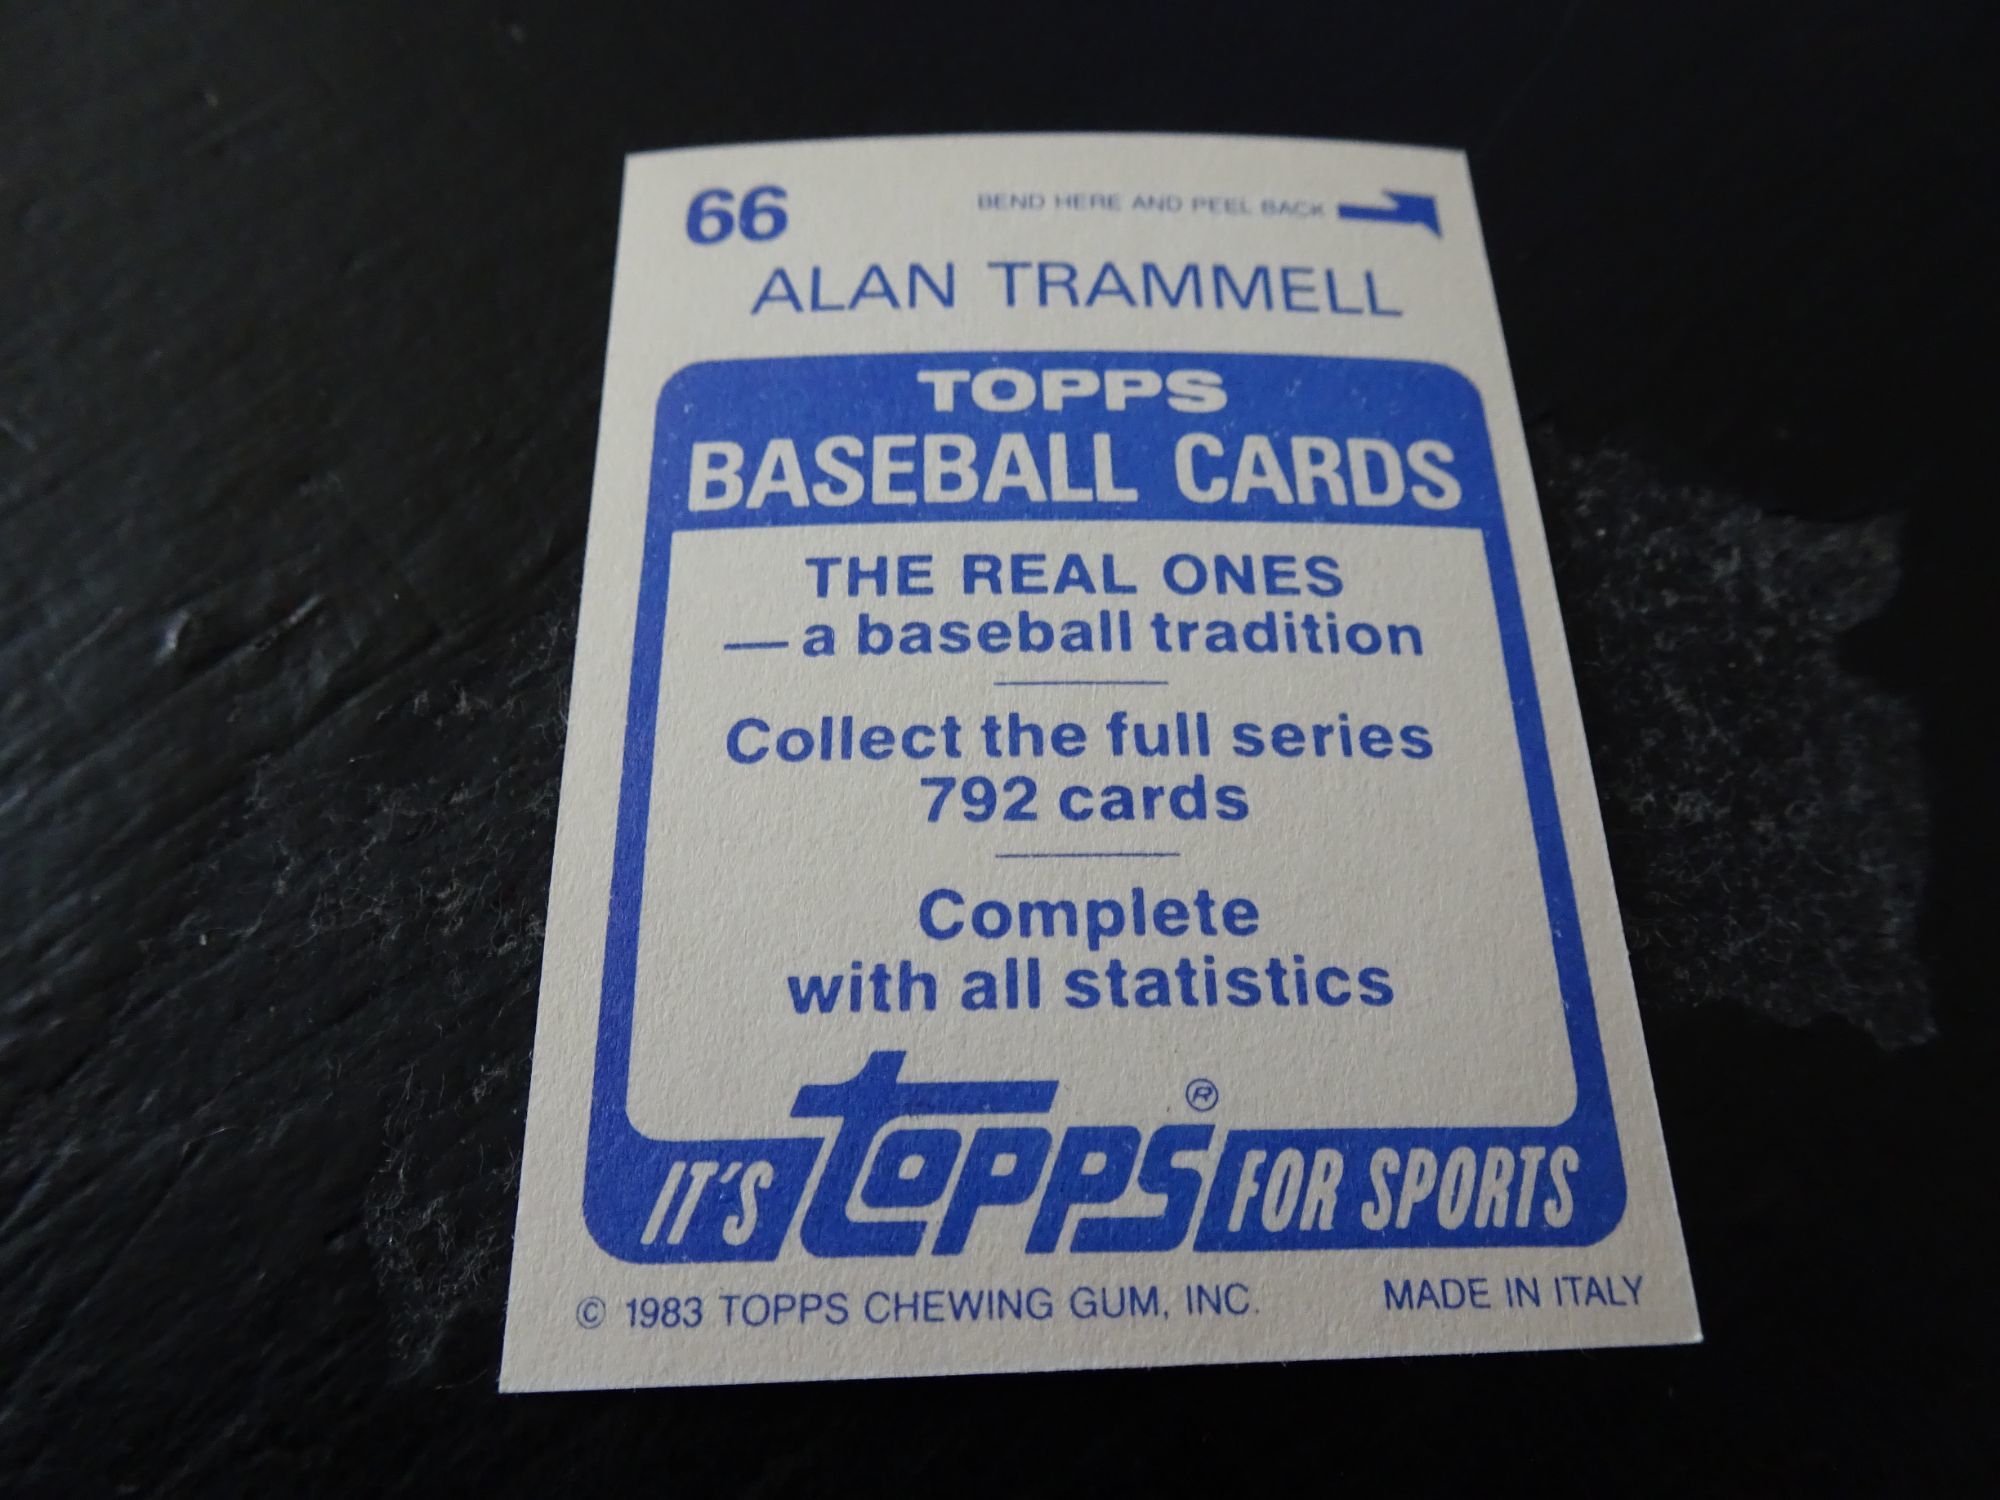 66 BEND HERE AND PEEL BACK
ALAN TRAMMELL
TOPPS
BASEBALL CARDS
THE REAL ONES
— a baseball tradition
Collect the full series
792 cards
Complete
with all statistics
IT'S topps® FOR SPORTS
© 1983 TOPPS CHEWING GUM, INC. MADE IN ITALY